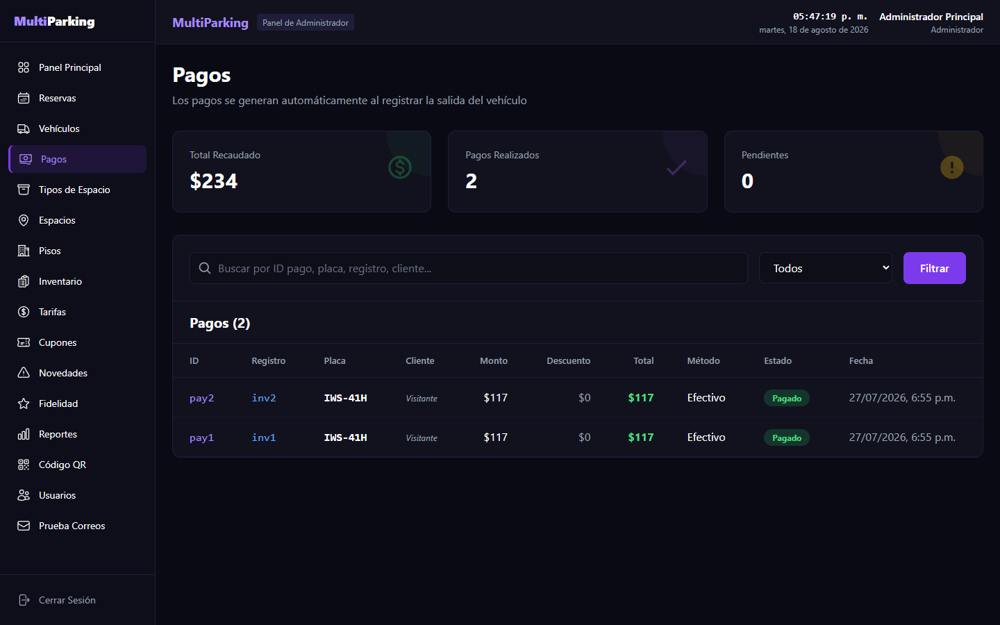 MultiParking
Panel Principal
Reservas
Vehículos
Pagos
Tipos de Espacio
Espacios
Pisos
Inventario
Tarifas
Cupones
Novedades
Fidelidad
Reportes
Código QR
Usuarios
Prueba Correos
Cerrar Sesión
MultiParking Panel de Administrador
05:47:19 p. m. Administrador Principal
martes, 18 de agosto de 2026 Administrador
Pagos
Los pagos se generan automáticamente al registrar la salida del vehículo
Total Recaudado
$234
Pagos Realizados
2
Pendientes
0
Buscar por ID pago, placa, registro, cliente... Todos Filtrar
Pagos (2)
ID Registro Placa Cliente Monto Descuento Total Método Estado Fecha
pay2 inv2 IWS-41H Visitante $117 $0 $117 Efectivo Pagado 27/07/2026, 6:55 p.m.
pay1 inv1 IWS-41H Visitante $117 $0 $117 Efectivo Pagado 27/07/2026, 6:55 p.m.